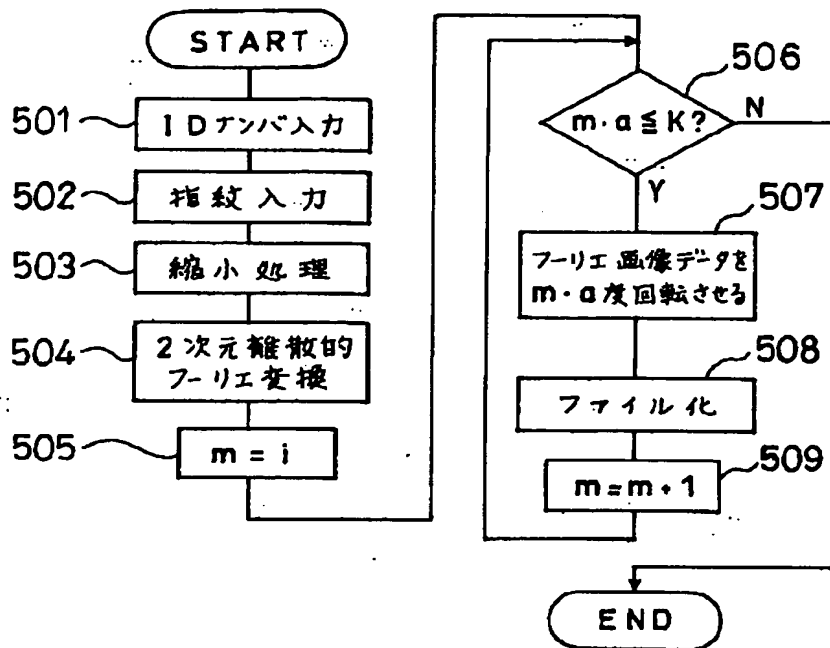 START
501
IDナンバ入力
502
指紋入力
503
縮小処理
504
2次元離散的
フーリエ変換
505
m = i
506
m・a≦K?
N
Y
507
フーリエ画像データを
m・a度回転させる
508
ファイル化
509
m=m+1
END